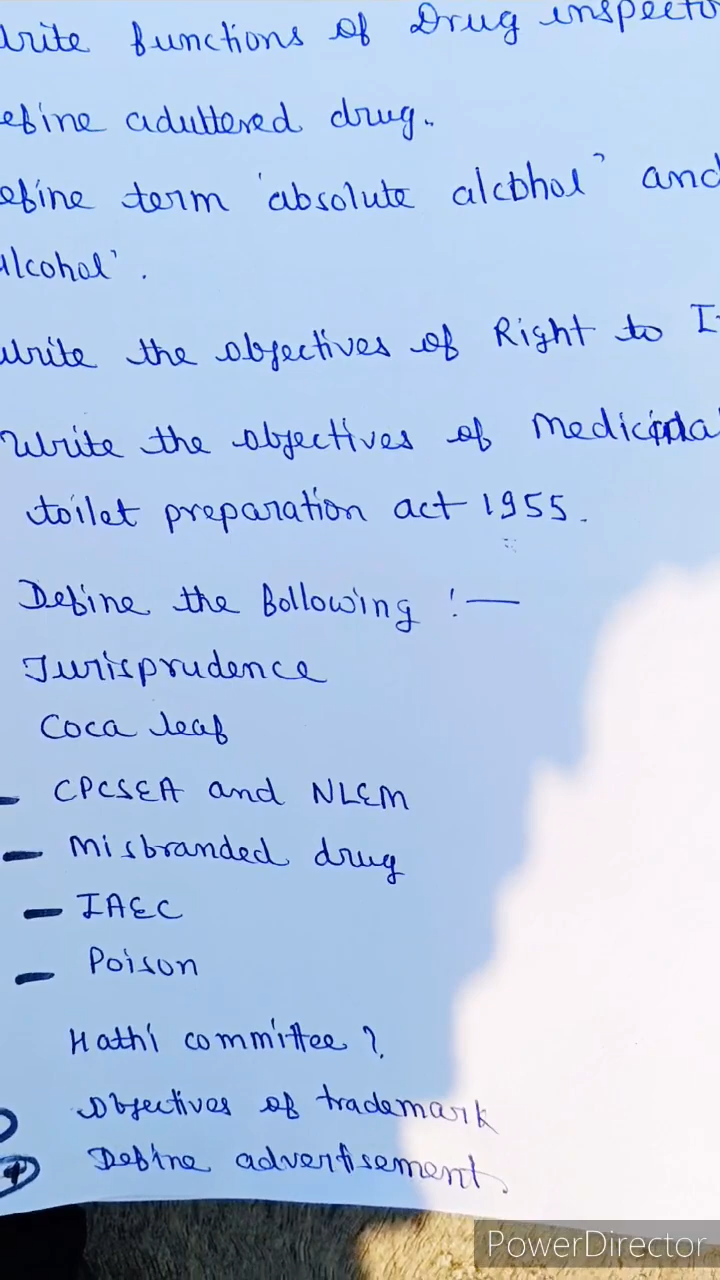 write functions of Drug inspecto
efine adultered drug.
efine term 'absolute alcohol' and
alcohol'.
write the objectives of Right to I
Write the objectives of medicinal
toilet preparation act 1955.
Define the following :—
Jurisprudence
Coca leaf
- CPCSEA and NLEM
- misbranded drug
- IAEC
- Poison
Hathi committee ?
Objectives of trademark
Define advertisement.
PowerDirector